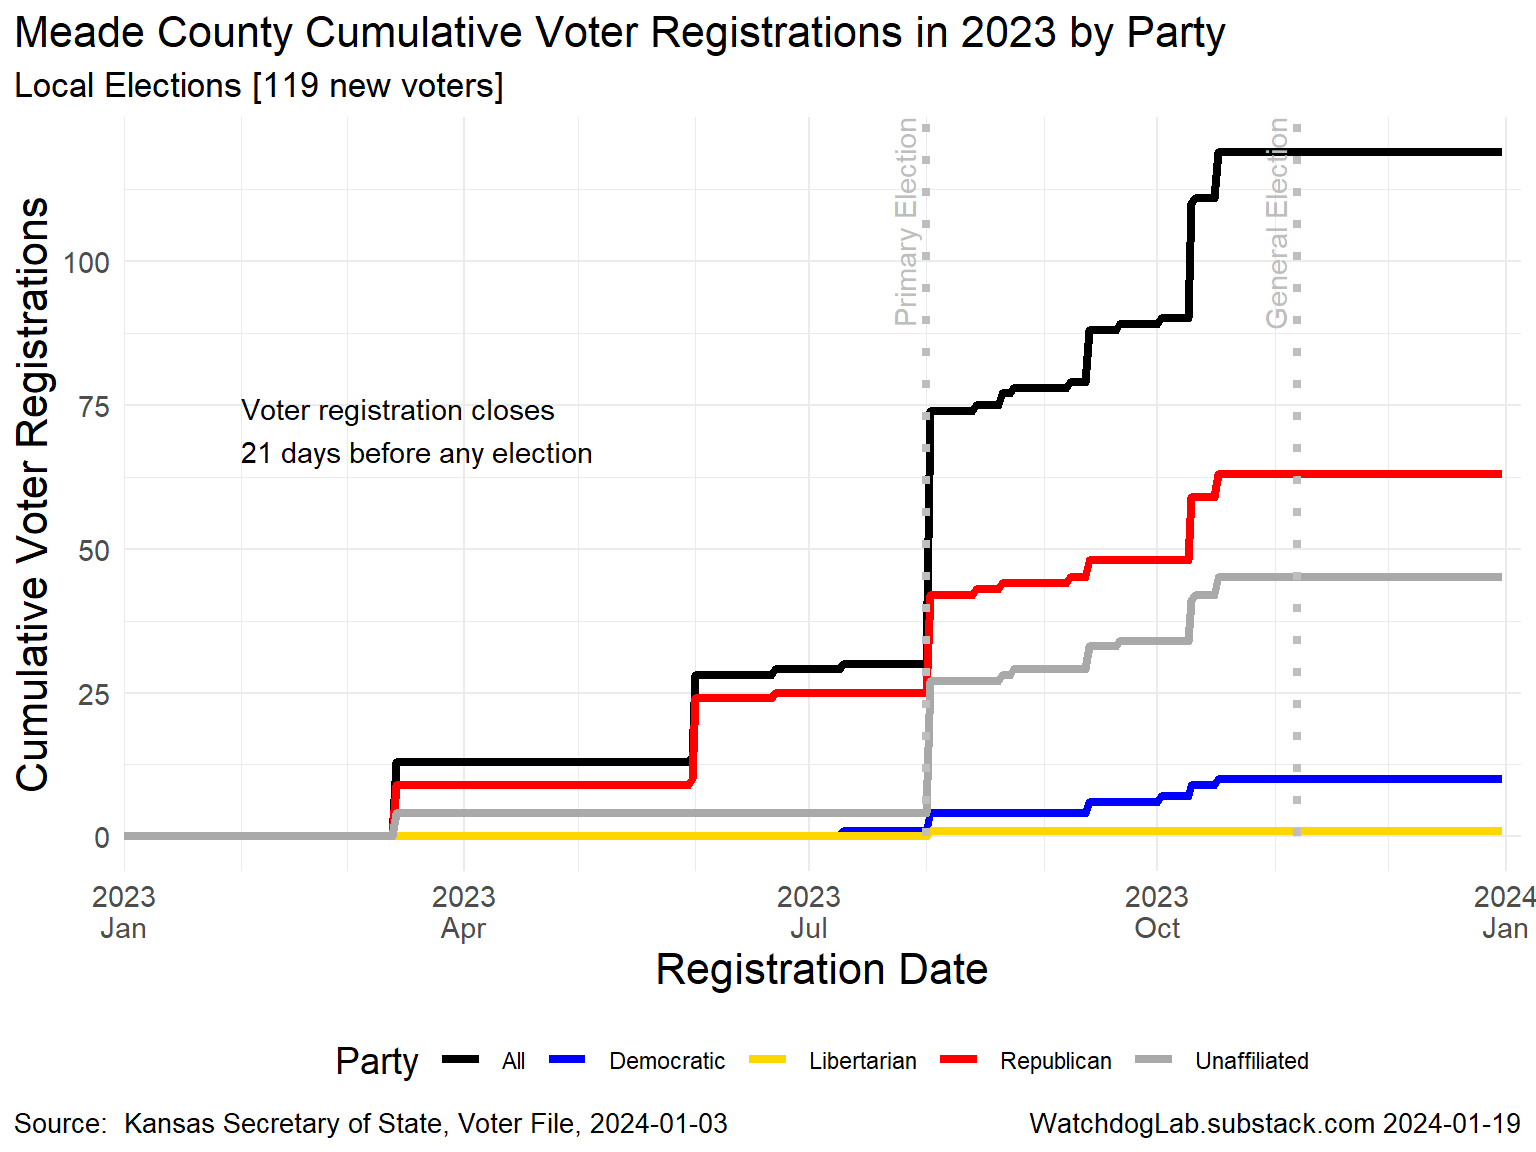 Meade County Cumulative Voter Registrations in 2023 by Party
Local Elections [119 new voters]
Cumulative Voter Registrations
100
75
50
25
0
Primary Election
General Election
Voter registration closes
21 days before any election
2023
Jan
2023
Apr
2023
Jul
2023
Oct
2024
Jan
Registration Date
Party All Democratic Libertarian Republican Unaffiliated
Source:  Kansas Secretary of State, Voter File, 2024-01-03
WatchdogLab.substack.com 2024-01-19